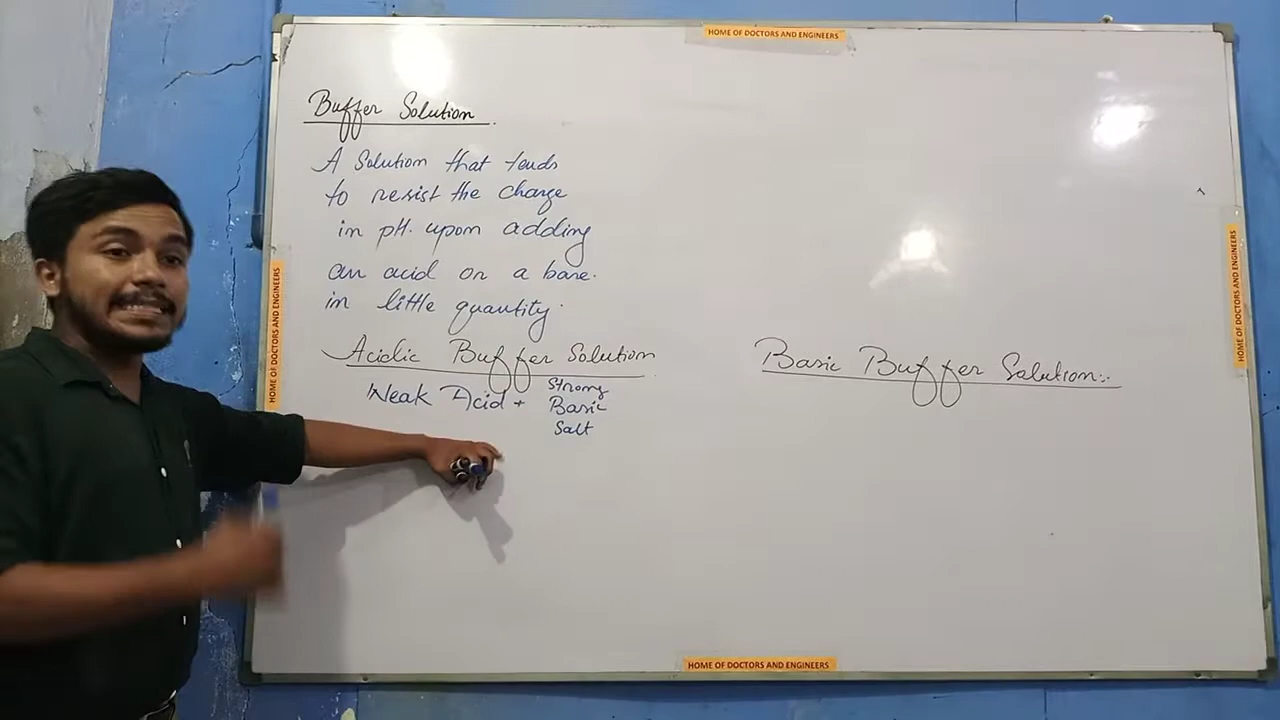 HOME OF DOCTORS AND ENGINEERS
Buffer Solution
A Solution that tends
to resist the change
in pH. upon adding
an acid or a base.
in little quantity.
Acidic Buffer Solution
Weak Acid + Strong
Basic
Salt
Basic Buffer Solution:-
HOME OF DOCTORS AND ENGINEERS
HOME OF DOCTORS AND ENGINEERS
HOME OF DOCTORS AND ENGINEERS